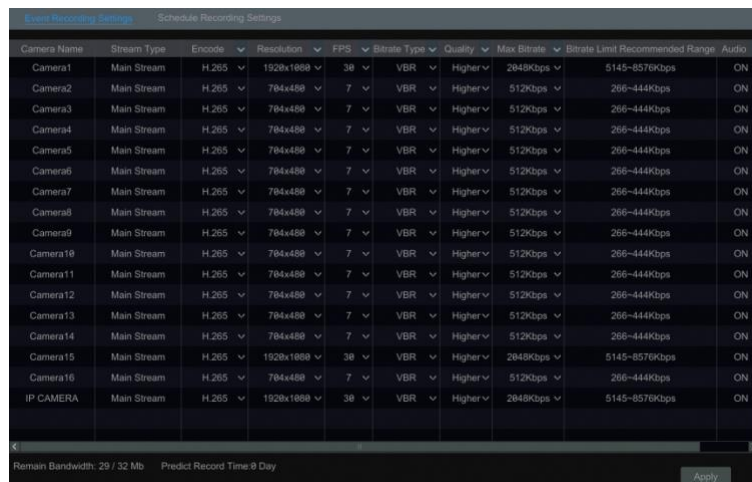 Event Recording Settings Schedule Recording Settings
Camera Name Stream Type Encode Resolution FPS Bitrate Type Quality Max Bitrate Bitrate Limit Recommended Range Audio
Camera1 Main Stream H.265 1920x1080 30 VBR Higher 2048Kbps 5145~8576Kbps ON
Camera2 Main Stream H.265 704x480 7 VBR Higher 512Kbps 266~444Kbps ON
Camera3 Main Stream H.265 704x480 7 VBR Higher 512Kbps 266~444Kbps ON
Camera4 Main Stream H.265 704x480 7 VBR Higher 512Kbps 266~444Kbps ON
Camera5 Main Stream H.265 704x480 7 VBR Higher 512Kbps 266~444Kbps ON
Camera6 Main Stream H.265 704x480 7 VBR Higher 512Kbps 266~444Kbps ON
Camera7 Main Stream H.265 704x480 7 VBR Higher 512Kbps 266~444Kbps ON
Camera8 Main Stream H.265 704x480 7 VBR Higher 512Kbps 266~444Kbps ON
Camera9 Main Stream H.265 704x480 7 VBR Higher 512Kbps 266~444Kbps ON
Camera10 Main Stream H.265 704x480 7 VBR Higher 512Kbps 266~444Kbps ON
Camera11 Main Stream H.265 704x480 7 VBR Higher 512Kbps 266~444Kbps ON
Camera12 Main Stream H.265 704x480 7 VBR Higher 512Kbps 266~444Kbps ON
Camera13 Main Stream H.265 704x480 7 VBR Higher 512Kbps 266~444Kbps ON
Camera14 Main Stream H.265 704x480 7 VBR Higher 512Kbps 266~444Kbps ON
Camera15 Main Stream H.265 1920x1080 30 VBR Higher 2048Kbps 5145~8576Kbps ON
Camera16 Main Stream H.265 704x480 7 VBR Higher 512Kbps 266~444Kbps ON
IP CAMERA Main Stream H.265 1920x1080 30 VBR Higher 2048Kbps 5145~8576Kbps ON
Remain Bandwidth: 29 / 32 Mb Predict Record Time:0 Day
Apply